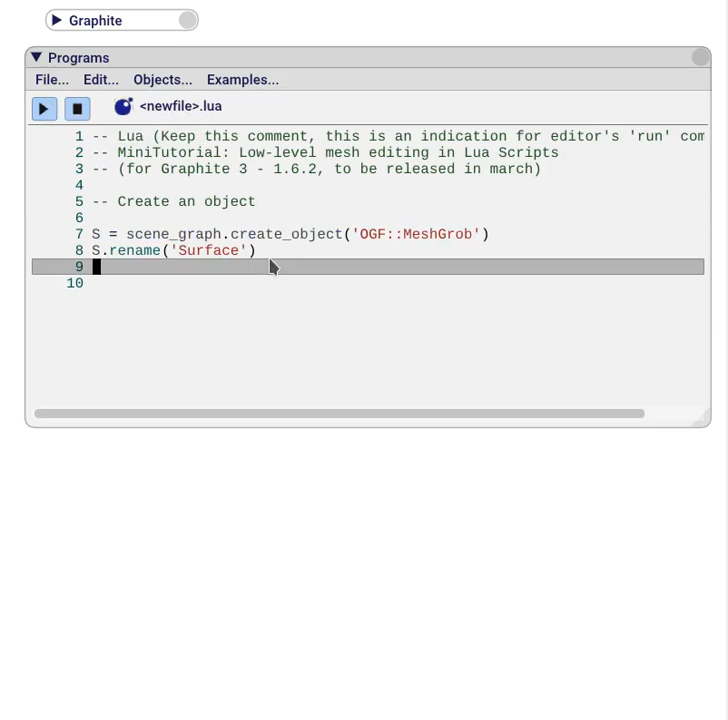 Graphite
Programs
File... Edit... Objects... Examples...
<newfile>.lua
1 -- Lua (Keep this comment, this is an indication for editor's 'run' com
2 -- MiniTutorial: Low-level mesh editing in Lua Scripts
3 -- (for Graphite 3 - 1.6.2, to be released in march)
4
5 -- Create an object
6
7 S = scene_graph.create_object('OGF::MeshGrob')
8 S.rename('Surface')
9
10